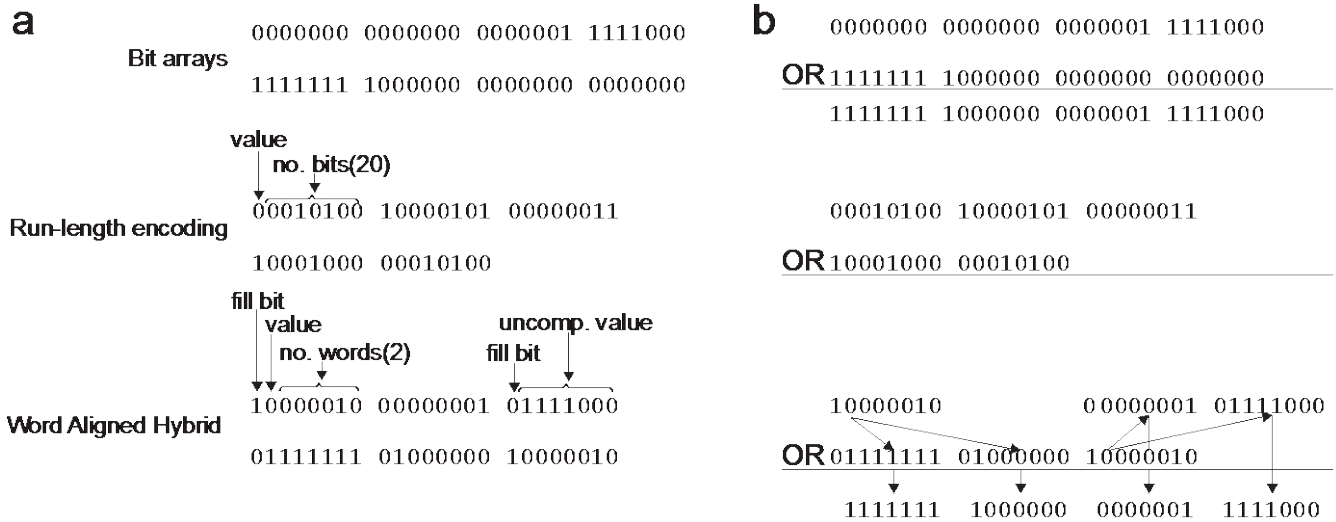 a
0000000 0000000 0000001 1111000
Bit arrays
1111111 1000000 0000000 0000000
value
no. bits(20)
00010100 10000101 00000011
Run-length encoding
10001000 00010100
fill bit
value
no. words(2)
uncomp. value
fill bit
10000010 00000001 01111000
Word Aligned Hybrid
01111111 01000000 10000010
b
0000000 0000000 0000001 1111000
OR 1111111 1000000 0000000 0000000
1111111 1000000 0000001 1111000
00010100 10000101 00000011
OR 10001000 00010100
10000010 00000001 01111000
OR 01111111 01000000 10000010
1111111 1000000 0000001 1111000